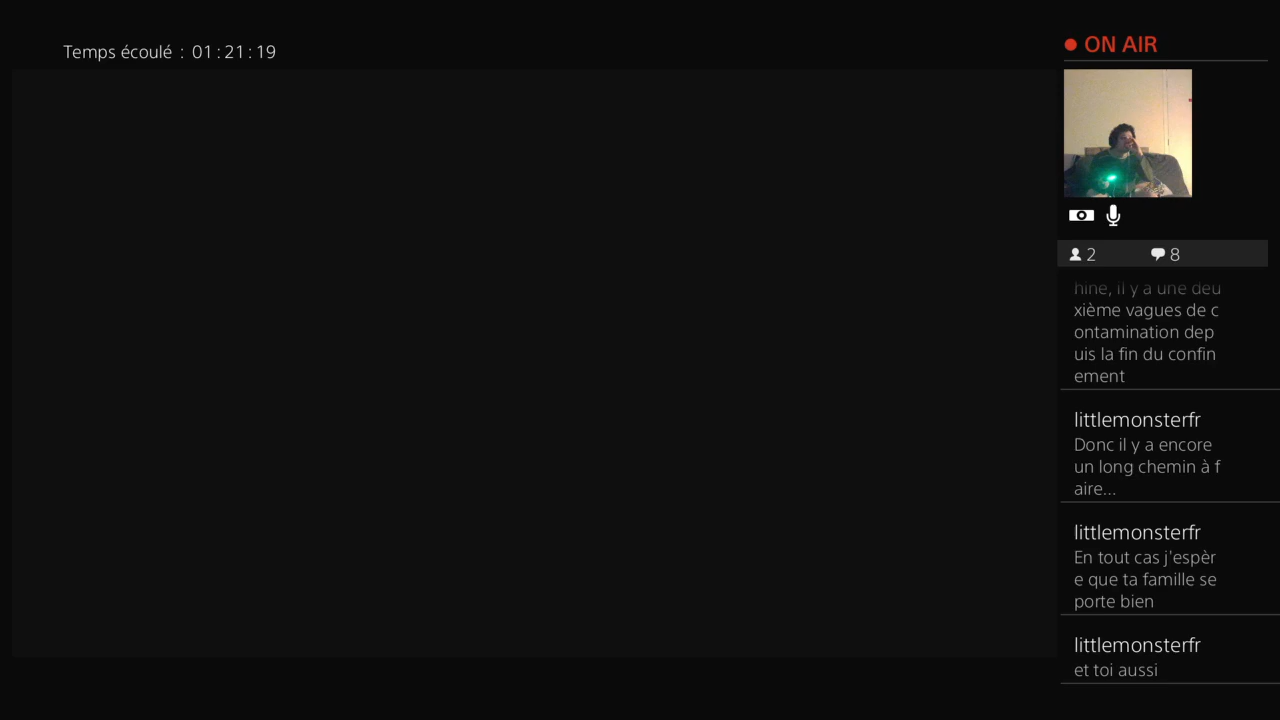 Temps écoulé : 01:21:19
ON AIR
2
8
hine, il y a une deu
xième vagues de c
ontamination dep
uis la fin du confin
ement
littlemonsterfr
Donc il y a encore
un long chemin à f
aire...
littlemonsterfr
En tout cas j'espèr
e que ta famille se
porte bien
littlemonsterfr
et toi aussi